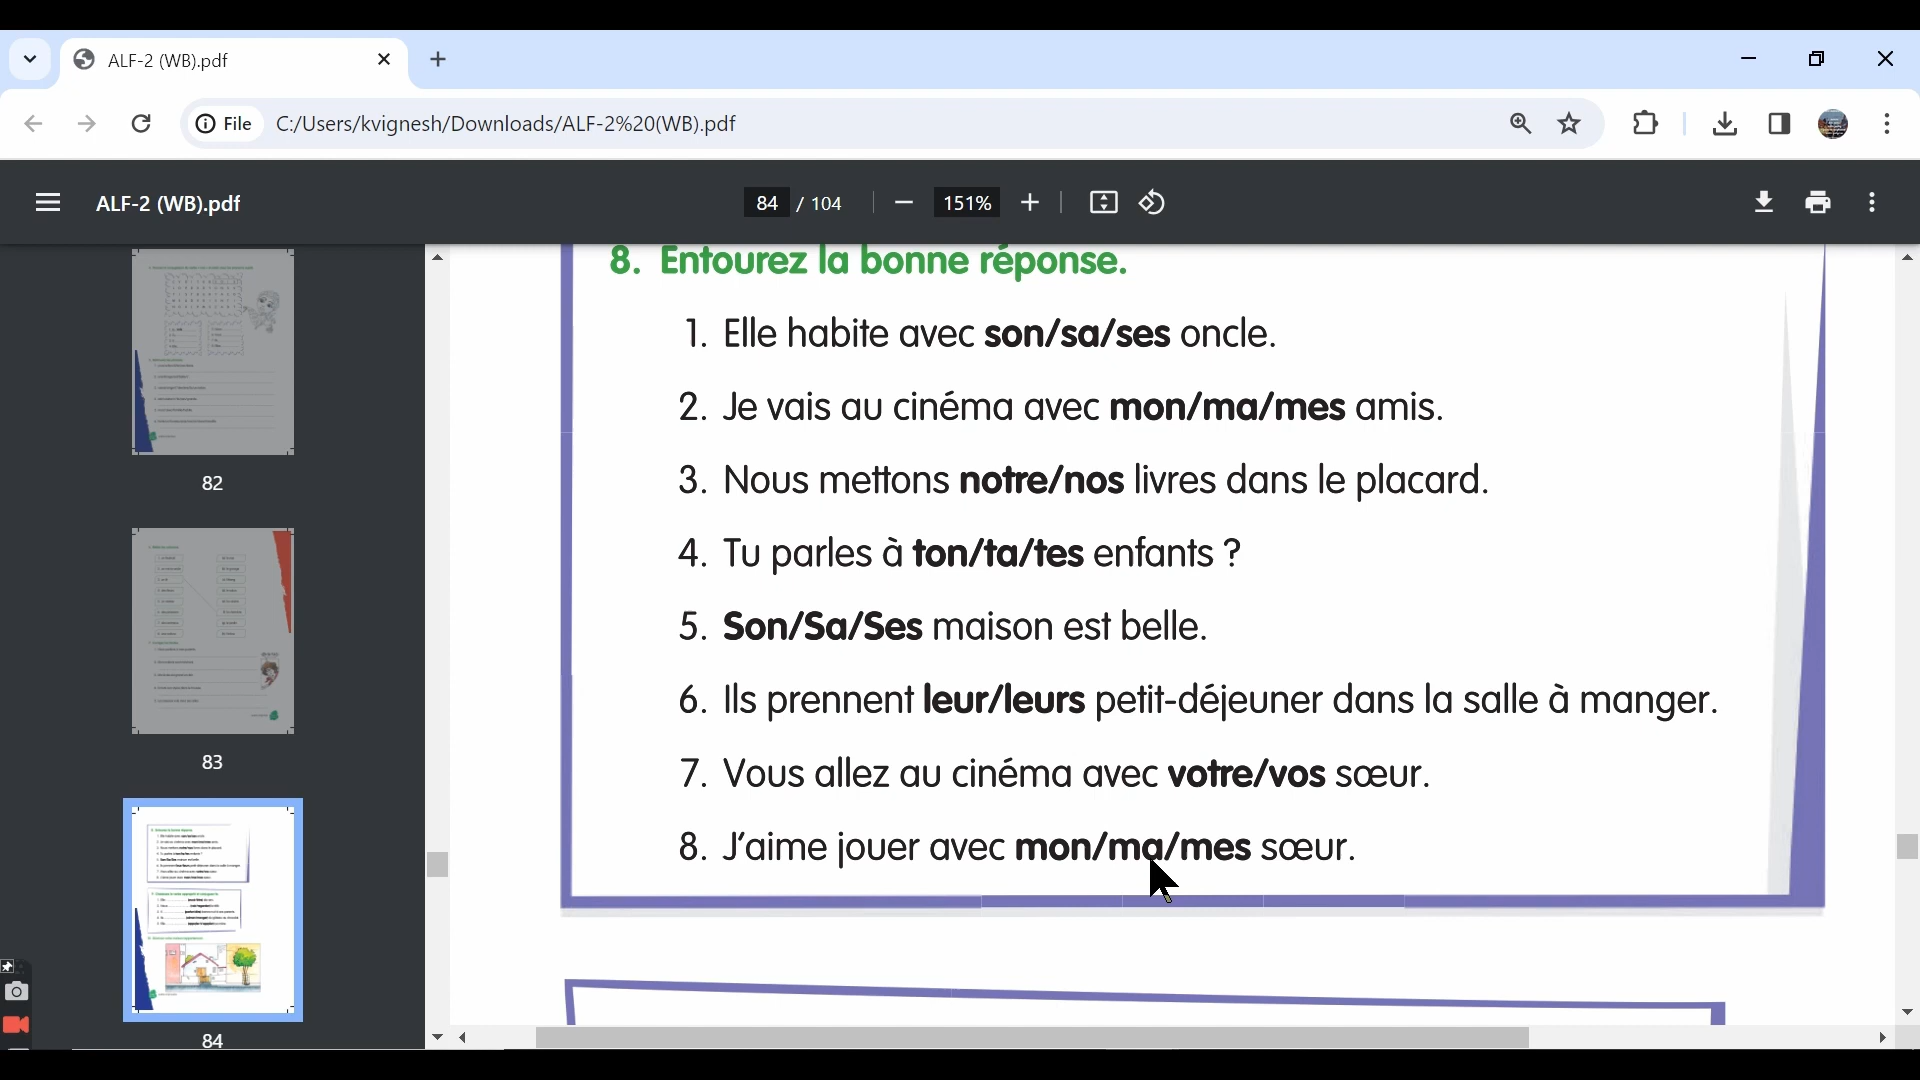 ALF-2 (WB).pdf
File
C:/Users/kvignesh/Downloads/ALF-2%20(WB).pdf
ALF-2 (WB).pdf
84 / 104
151%
82
83
84
8. Entourez la bonne réponse.
1. Elle habite avec son/sa/ses oncle.
2. Je vais au cinéma avec mon/ma/mes amis.
3. Nous mettons notre/nos livres dans le placard.
4. Tu parles à ton/ta/tes enfants ?
5. Son/Sa/Ses maison est belle.
6. Ils prennent leur/leurs petit-déjeuner dans la salle à manger.
7. Vous allez au cinéma avec votre/vos sœur.
8. J'aime jouer avec mon/ma/mes sœur.